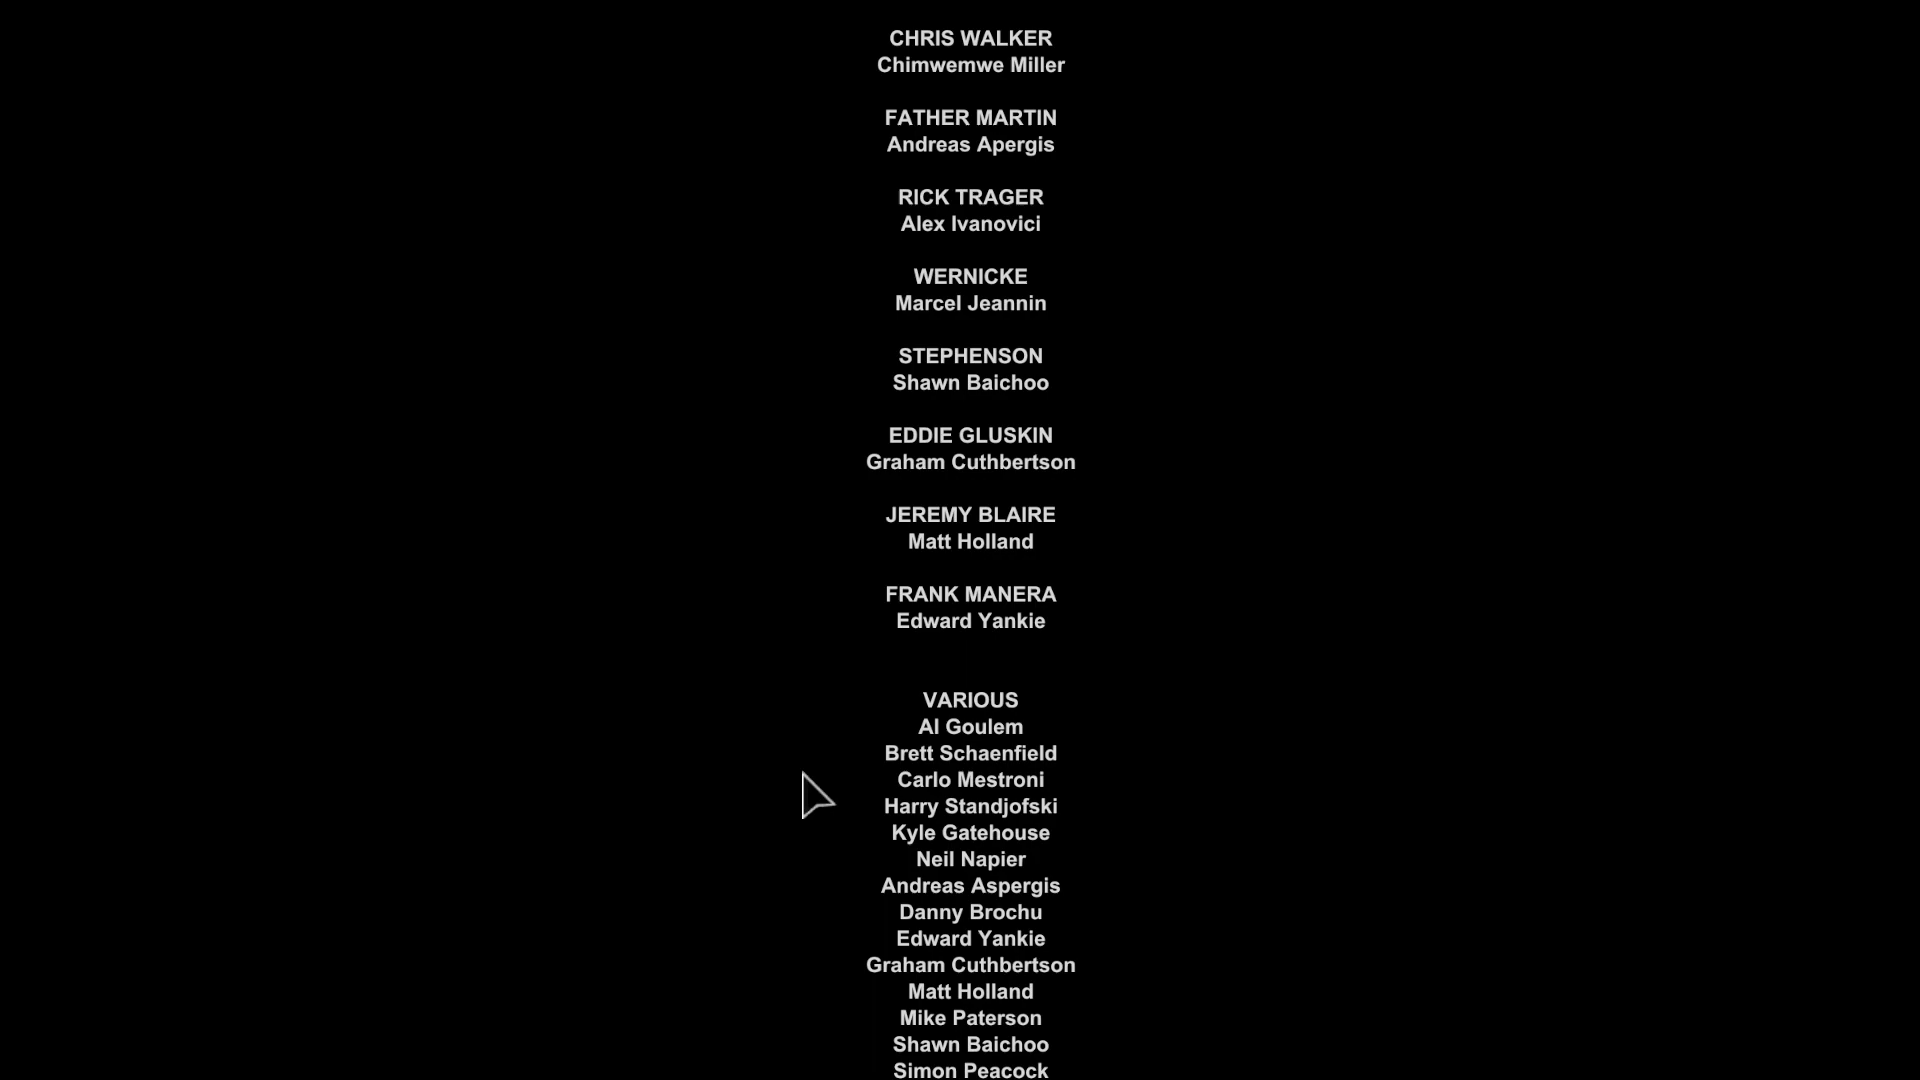 CHRIS WALKER
Chimwemwe Miller
FATHER MARTIN
Andreas Apergis
RICK TRAGER
Alex Ivanovici
WERNICKE
Marcel Jeannin
STEPHENSON
Shawn Baichoo
EDDIE GLUSKIN
Graham Cuthbertson
JEREMY BLAIRE
Matt Holland
FRANK MANERA
Edward Yankie
VARIOUS
Al Goulem
Brett Schaenfield
Carlo Mestroni
Harry Standjofski
Kyle Gatehouse
Neil Napier
Andreas Aspergis
Danny Brochu
Edward Yankie
Graham Cuthbertson
Matt Holland
Mike Paterson
Shawn Baichoo
Simon Peacock